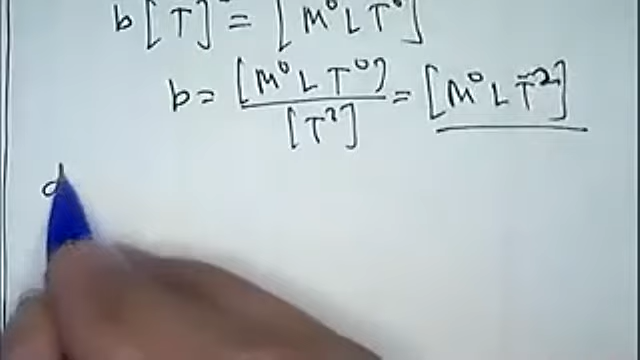 b[T] = [M⁰ L T⁰]
b = [M⁰ L T⁰] / [T²] = [M⁰ L T⁻²]
d